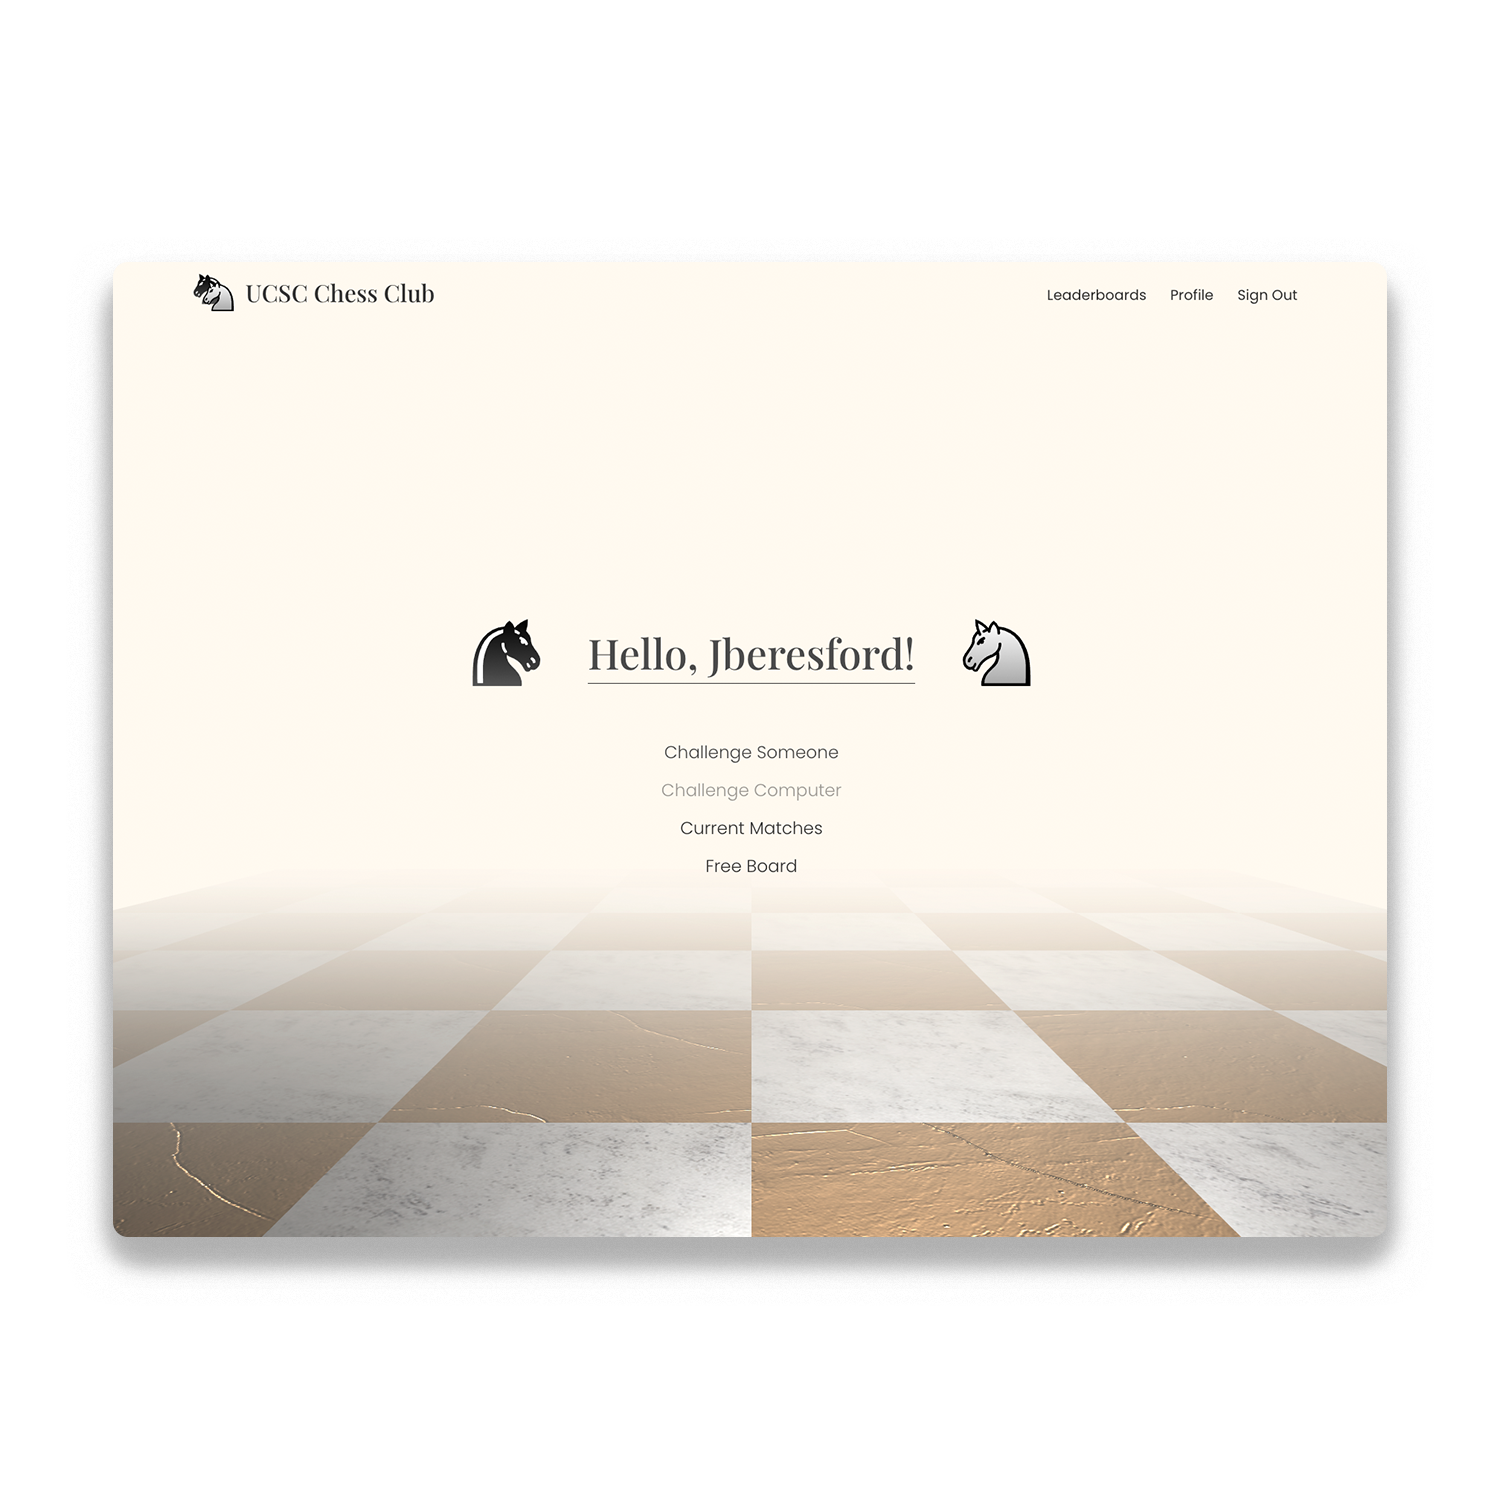 UCSC Chess Club
Leaderboards Profile Sign Out
Hello, Jberesford!
Challenge Someone
Challenge Computer
Current Matches
Free Board